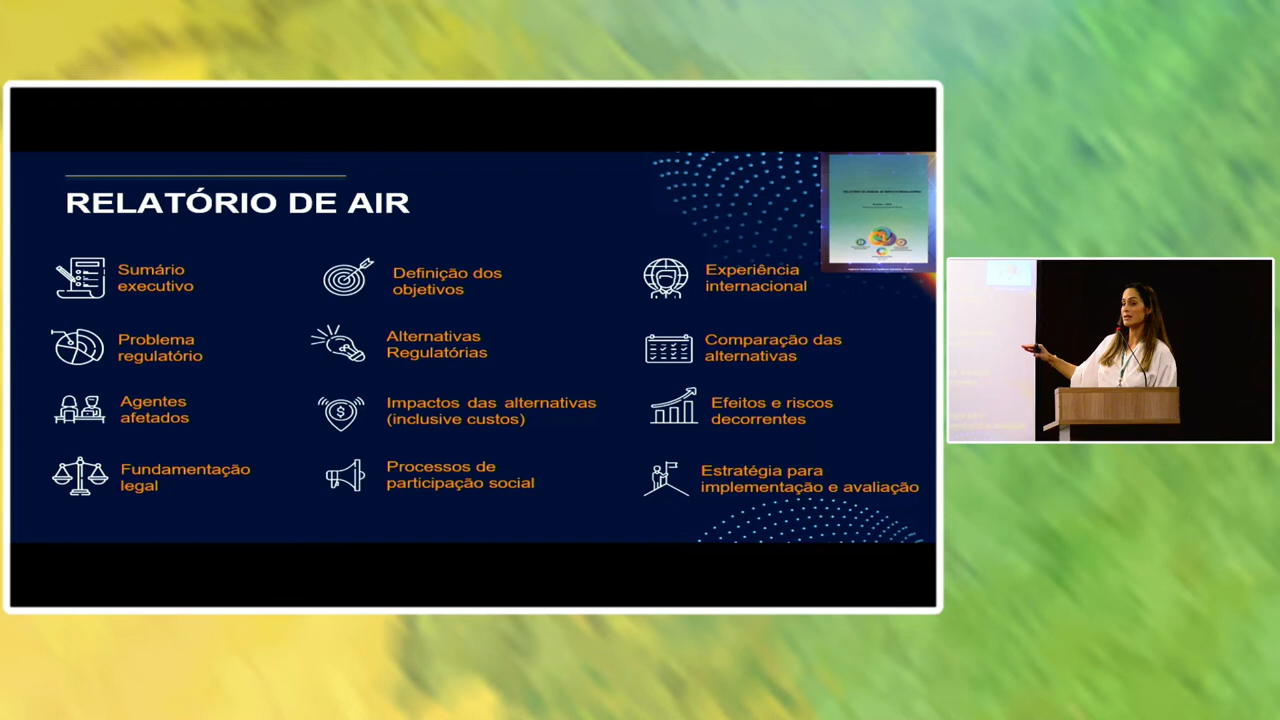 RELATÓRIO DE AIR
Sumário
executivo
Problema
regulatório
Agentes
afetados
Fundamentação
legal
Definição dos
objetivos
Alternativas
Regulatórias
Impactos das alternativas
(inclusive custos)
Processos de
participação social
Experiência
internacional
Comparação das
alternativas
Efeitos e riscos
decorrentes
Estratégia para
implementação e avaliação